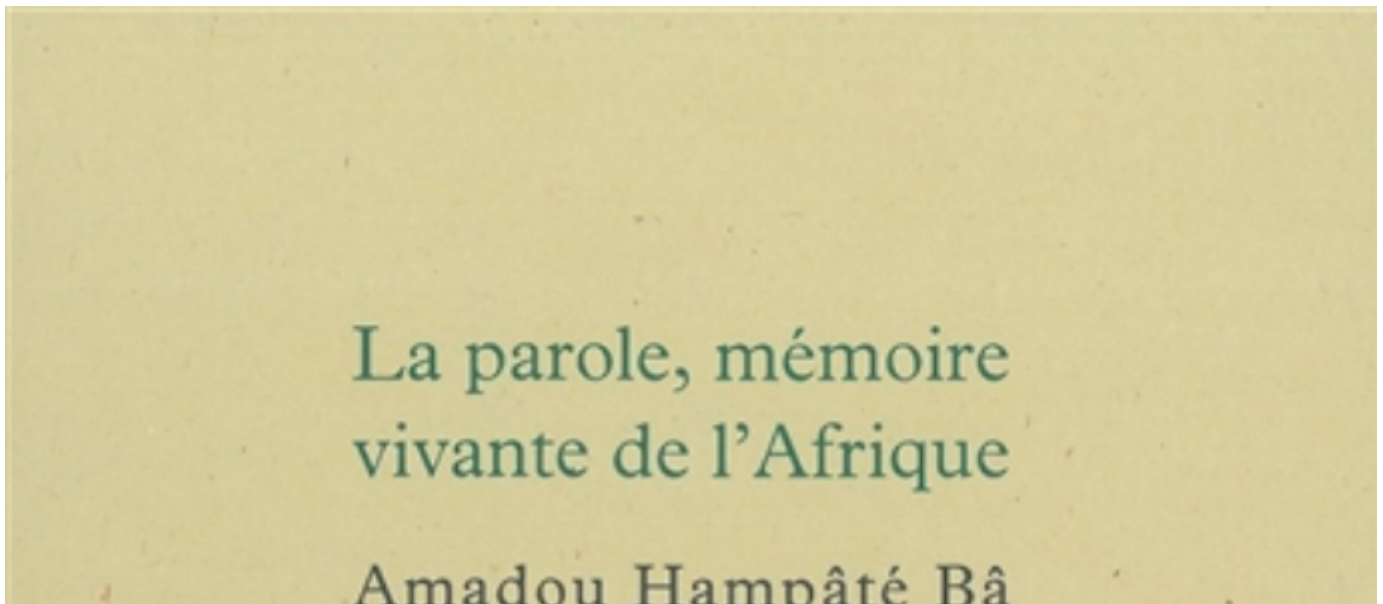 La parole, mémoire
vivante de l’Afrique
Amadou Hampâté Bâ